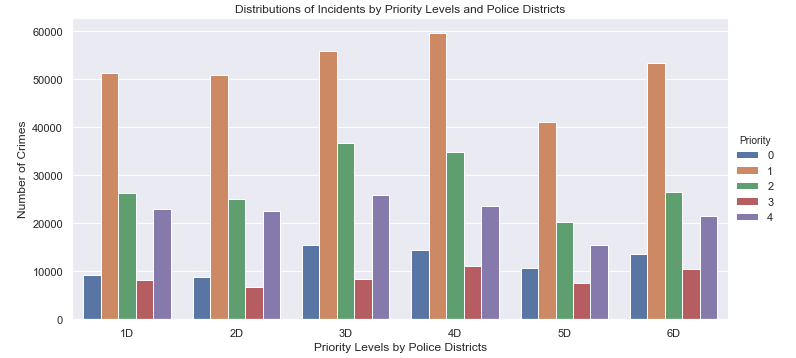 Distributions of Incidents by Priority Levels and Police Districts
60000
50000
40000
30000
20000
10000
0
Number of Crimes
1D 2D 3D 4D 5D 6D
Priority Levels by Police Districts
Priority
0
1
2
3
4